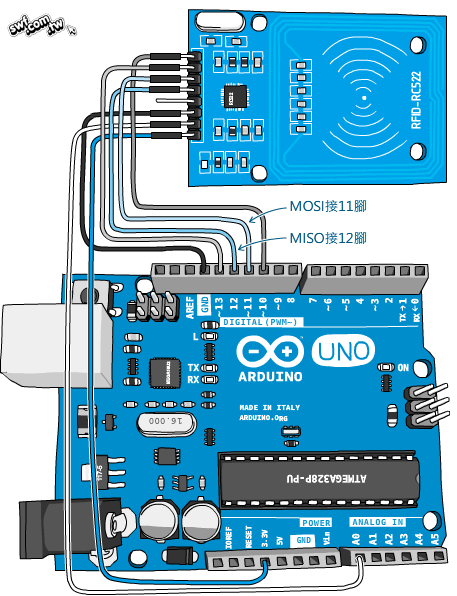 swf.com.tw
RFID-RC522
MOSI接11腳
MISO接12腳
AREF
GND
~13
~12
~11
~10
~9
8
7
~6
~5
4
~3
2
TX→1
RX←0
DIGITAL (PWM~)
L
TX
RX
UNO
ARDUINO
ON
MADE IN ITALY
ARDUINO.ORG
16.000
ATMEGA328P-PU
IOREF
RESET
3.3V
5V
GND
Vin
POWER
ANALOG IN
A0
A1
A2
A3
A4
A5